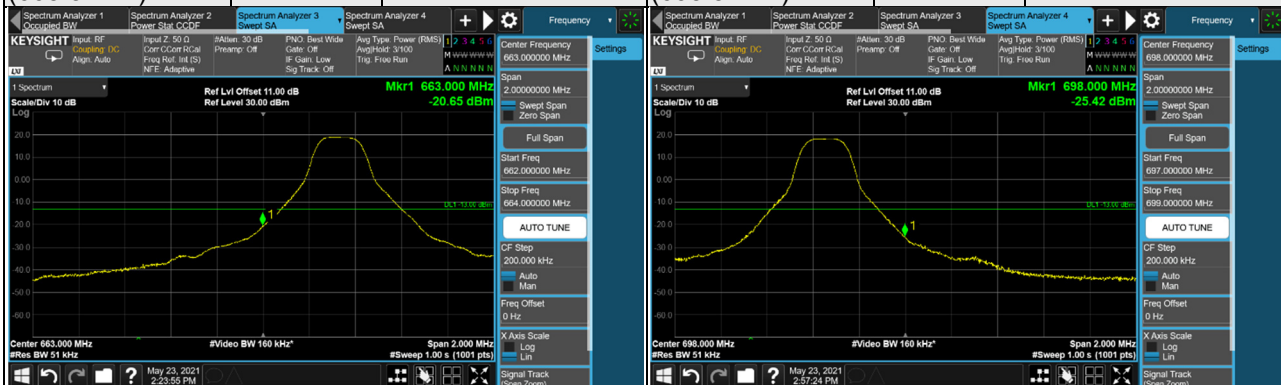 Spectrum Analyzer 1
Occupied BW
Spectrum Analyzer 2
Power Stat CCDF
Spectrum Analyzer 3
Swept SA
Spectrum Analyzer 4
Swept SA
Frequency
KEYSIGHT
Input: RF
Coupling: DC
Align: Auto
Input Z: 50 Ω
Corr CCorr RCal
Freq Ref: Int (S)
NFE: Adaptive
#Atten: 30 dB
Preamp: Off
PNO: Best Wide
Gate: Off
IF Gain: Low
Sig Track: Off
Avg Type: Power (RMS)
Avg|Hold: 3/100
Trig: Free Run
1 2 3 4 5 6
M W W W W W
A N N N N N
LXI
1 Spectrum
Scale/Div 10 dB
Log
Ref Lvl Offset 11.00 dB
Ref Level 30.00 dBm
Mkr1 663.000 MHz
-20.65 dBm
20.0
10.0
0.00
-10.0
-20.0
-30.0
-40.0
-50.0
-60.0
DL1 -13.00 dBm
1
Center 663.000 MHz
#Res BW 51 kHz
#Video BW 160 kHz*
Span 2.000 MHz
#Sweep 1.00 s (1001 pts)
May 23, 2021
2:23:55 PM
Center Frequency
663.000000 MHz
Settings
Span
2.00000000 MHz
Swept Span
Zero Span
Full Span
Start Freq
662.000000 MHz
Stop Freq
664.000000 MHz
AUTO TUNE
CF Step
200.000 kHz
Auto
Man
Freq Offset
0 Hz
X Axis Scale
Log
Lin
Signal Track
(Span Zoom)
Spectrum Analyzer 1
Occupied BW
Spectrum Analyzer 2
Power Stat CCDF
Spectrum Analyzer 3
Swept SA
Spectrum Analyzer 4
Swept SA
Frequency
KEYSIGHT
Input: RF
Coupling: DC
Align: Auto
Input Z: 50 Ω
Corr CCorr RCal
Freq Ref: Int (S)
NFE: Adaptive
#Atten: 30 dB
Preamp: Off
PNO: Best Wide
Gate: Off
IF Gain: Low
Sig Track: Off
Avg Type: Power (RMS)
Avg|Hold: 3/100
Trig: Free Run
1 2 3 4 5 6
M W W W W W
A N N N N N
LXI
1 Spectrum
Scale/Div 10 dB
Log
Ref Lvl Offset 11.00 dB
Ref Level 30.00 dBm
Mkr1 698.000 MHz
-25.42 dBm
20.0
10.0
0.00
-10.0
-20.0
-30.0
-40.0
-50.0
-60.0
DL1 -13.00 dBm
1
Center 698.000 MHz
#Res BW 51 kHz
#Video BW 160 kHz*
Span 2.000 MHz
#Sweep 1.00 s (1001 pts)
May 23, 2021
2:57:24 PM
Center Frequency
698.000000 MHz
Settings
Span
2.00000000 MHz
Swept Span
Zero Span
Full Span
Start Freq
697.000000 MHz
Stop Freq
699.000000 MHz
AUTO TUNE
CF Step
200.000 kHz
Auto
Man
Freq Offset
0 Hz
X Axis Scale
Log
Lin
Signal Track
(Span Zoom)